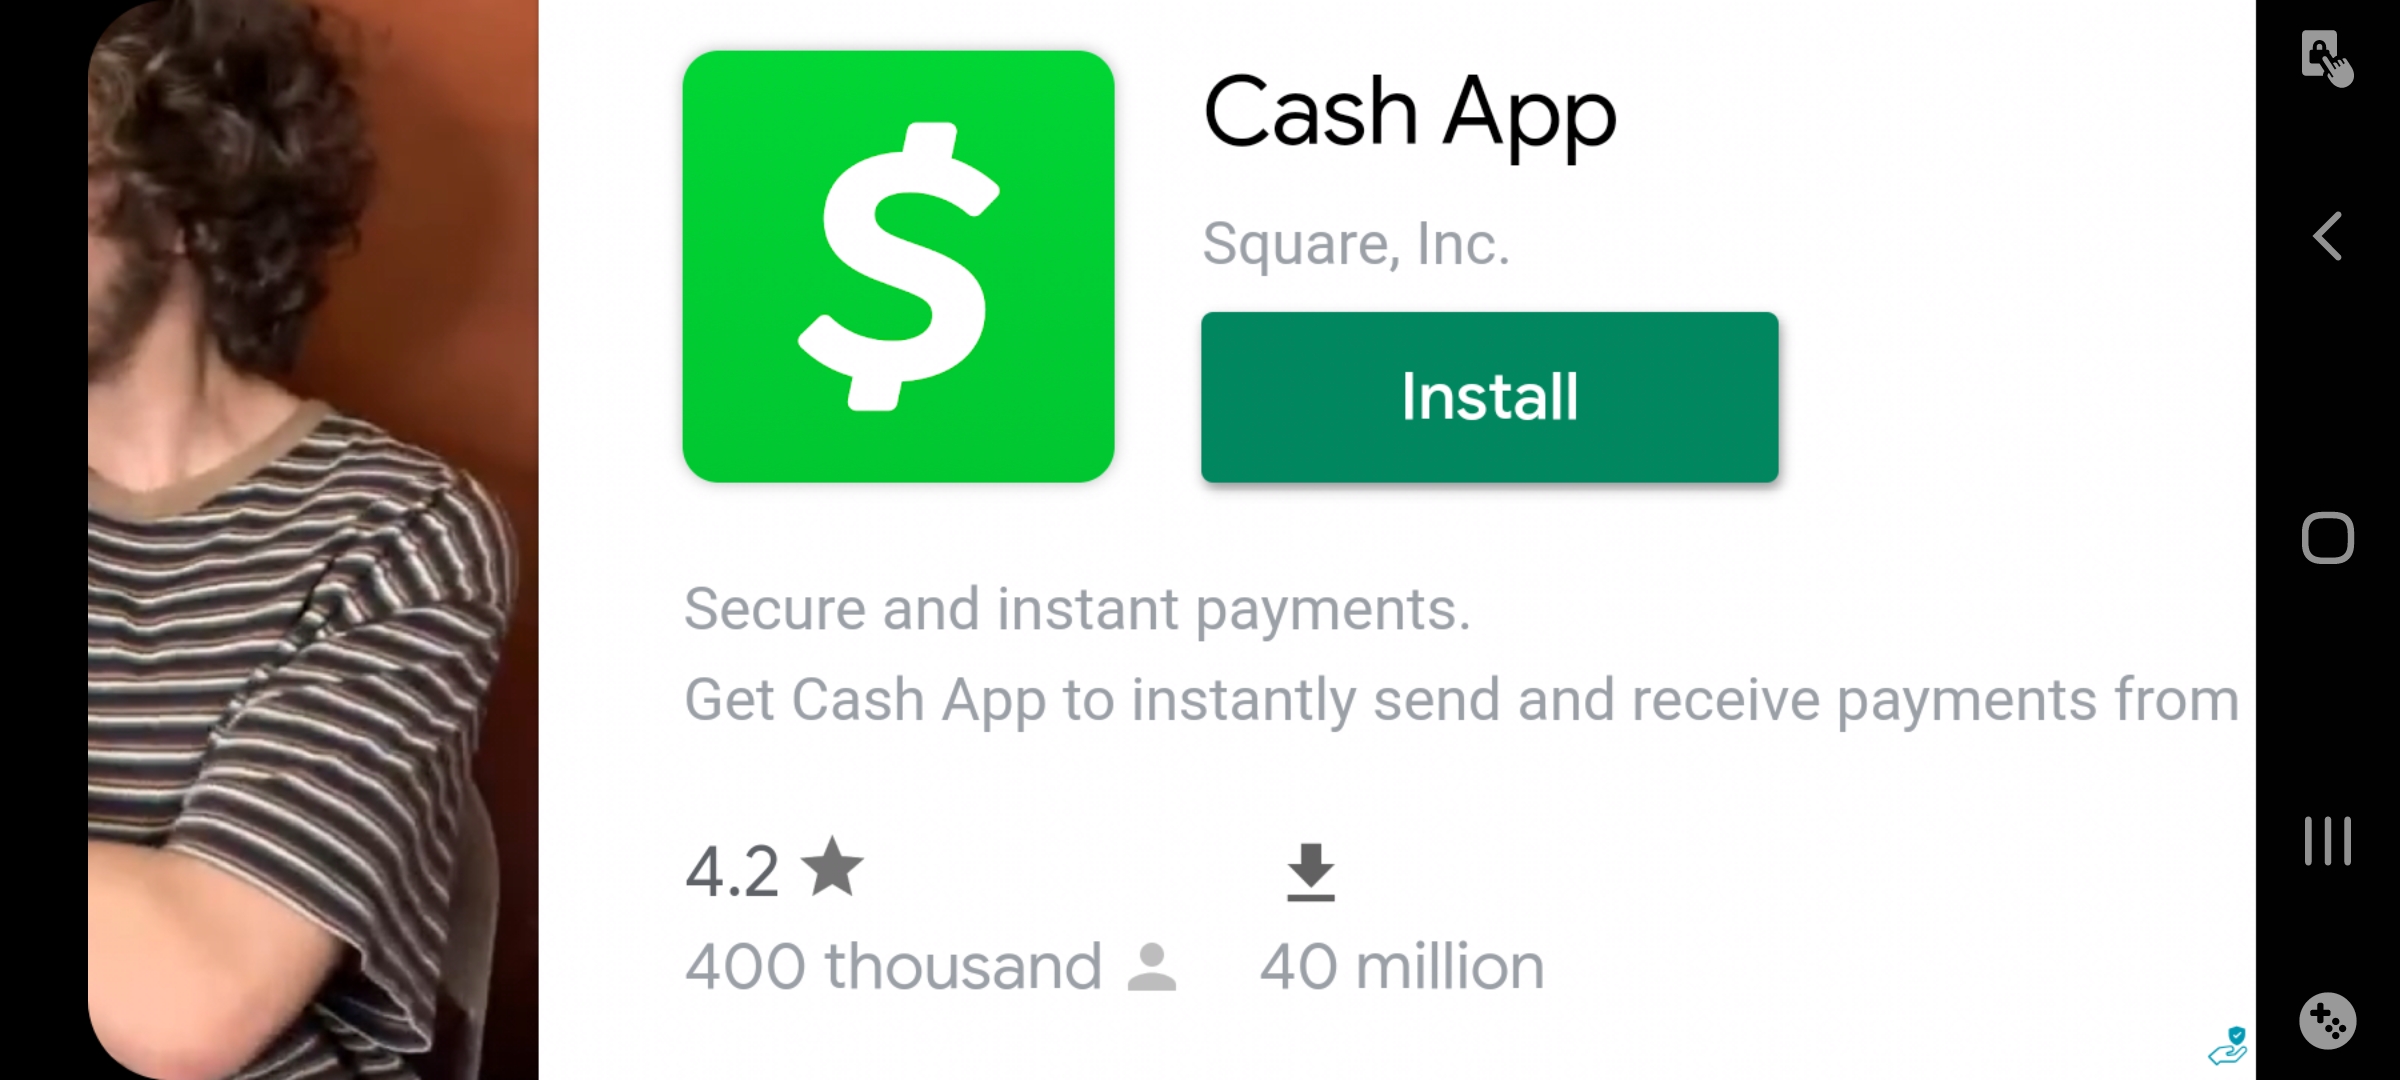 Cash App
Square, Inc.
Install
Secure and instant payments.
Get Cash App to instantly send and receive payments from
4.2
400 thousand
40 million